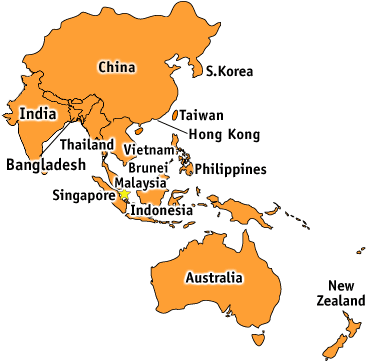 China
S.Korea
India
Taiwan
Hong Kong
Thailand
Vietnam
Bangladesh
Brunei
Philippines
Malaysia
Singapore
Indonesia
Australia
New
Zealand